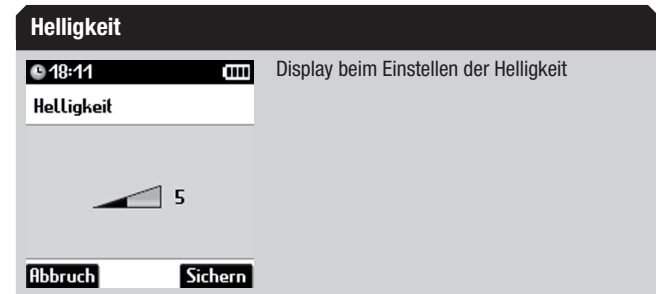 Helligkeit
18:11
Display beim Einstellen der Helligkeit
Helligkeit
5
Abbruch Sichern